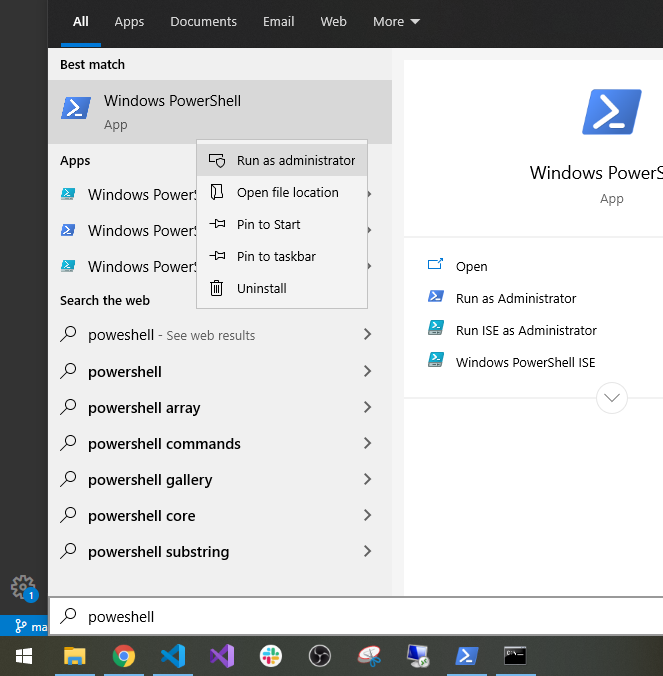 All Apps Documents Email Web More
Best match
Windows PowerShell
App
Apps
Windows PowerS
Windows PowerS
Windows PowerS
Run as administrator
Open file location
Pin to Start
Pin to taskbar
Uninstall
Search the web
poweshell - See web results
powershell
powershell array
powershell commands
powershell gallery
powershell core
powershell substring
Windows PowerS
App
Open
Run as Administrator
Run ISE as Administrator
Windows PowerShell ISE
1
ma
poweshell